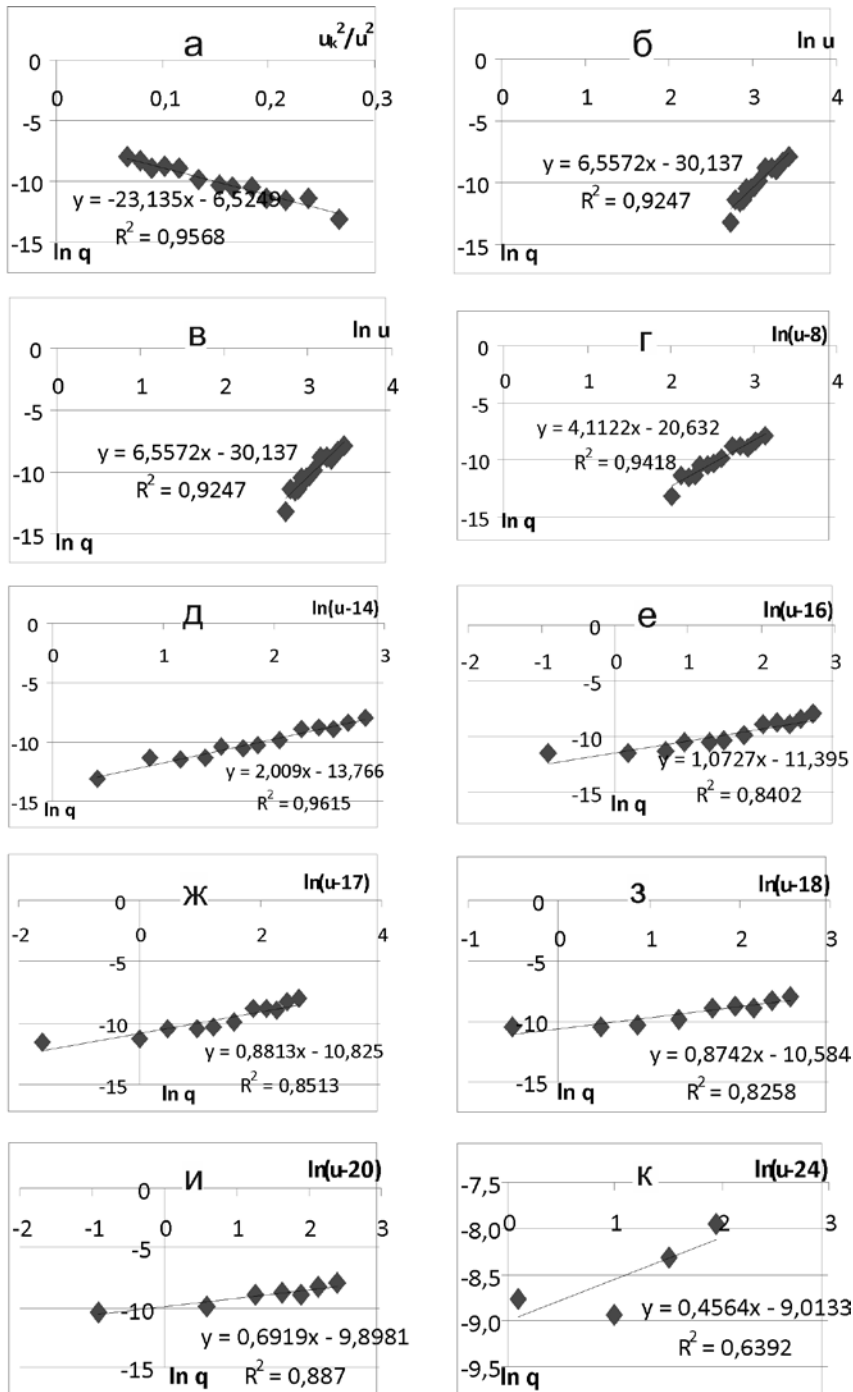 а
uₖ²/u²
0
0 0,1 0,2 0,3
-5
-10
y = -23,135x - 6,5249
R² = 0,9568
-15
ln q
б
ln u
0
0 1 2 3 4
-5
y = 6,5572x - 30,137
-10
R² = 0,9247
-15
ln q
в
ln u
0
0 1 2 3 4
-5
y = 6,5572x - 30,137
-10
R² = 0,9247
-15
ln q
г
ln(u-8)
0
0 1 2 3 4
-5
y = 4,1122x - 20,632
-10
R² = 0,9418
-15
ln q
д
ln(u-14)
0
0 1 2 3
-5
-10
y = 2,009x - 13,766
R² = 0,9615
-15
ln q
е
ln(u-16)
0
-2 -1 0 1 2 3
-5
-10
y = 1,0727x - 11,395
R² = 0,8402
-15
ln q
ж
ln(u-17)
0
-2 0 2 4
-5
-10
y = 0,8813x - 10,825
R² = 0,8513
-15
ln q
з
ln(u-18)
0
-1 0 1 2 3
-5
-10
y = 0,8742x - 10,584
R² = 0,8258
-15
ln q
и
ln(u-20)
0
-2 -1 0 1 2 3
-5
-10
y = 0,6919x - 9,8981
R² = 0,887
-15
ln q
к
ln(u-24)
-7,5
0 1 2 3
-8,0
-8,5
y = 0,4564x - 9,0133
-9,0
R² = 0,6392
-9,5
ln q